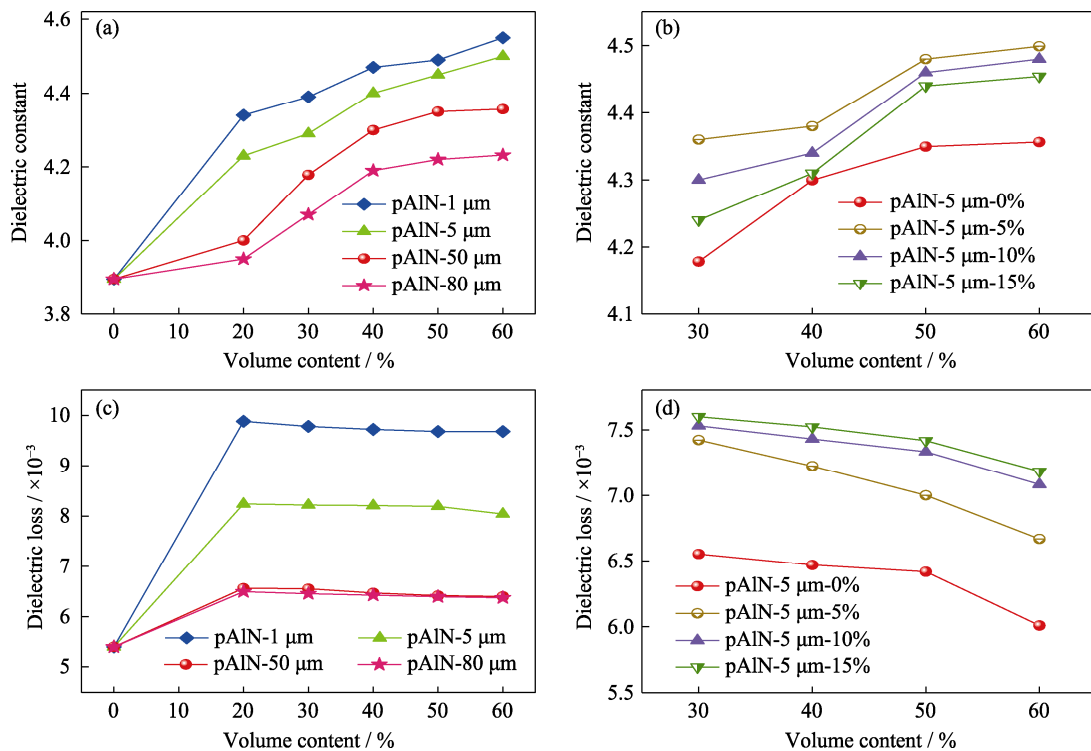 (a)
4.6
4.4
4.2
4.0
3.8
Dielectric constant
pAlN-1 μm
pAlN-5 μm
pAlN-50 μm
pAlN-80 μm
0 10 20 30 40 50 60
Volume content / %
(b)
4.5
4.4
4.3
4.2
4.1
Dielectric constant
pAlN-5 μm-0%
pAlN-5 μm-5%
pAlN-5 μm-10%
pAlN-5 μm-15%
30 40 50 60
Volume content / %
(c)
10
9
8
7
6
5
Dielectric loss / ×10⁻³
pAlN-1 μm pAlN-5 μm
pAlN-50 μm pAlN-80 μm
0 10 20 30 40 50 60
Volume content / %
(d)
7.5
7.0
6.5
6.0
5.5
Dielectric loss / ×10⁻³
pAlN-5 μm-0%
pAlN-5 μm-5%
pAlN-5 μm-10%
pAlN-5 μm-15%
30 40 50 60
Volume content / %